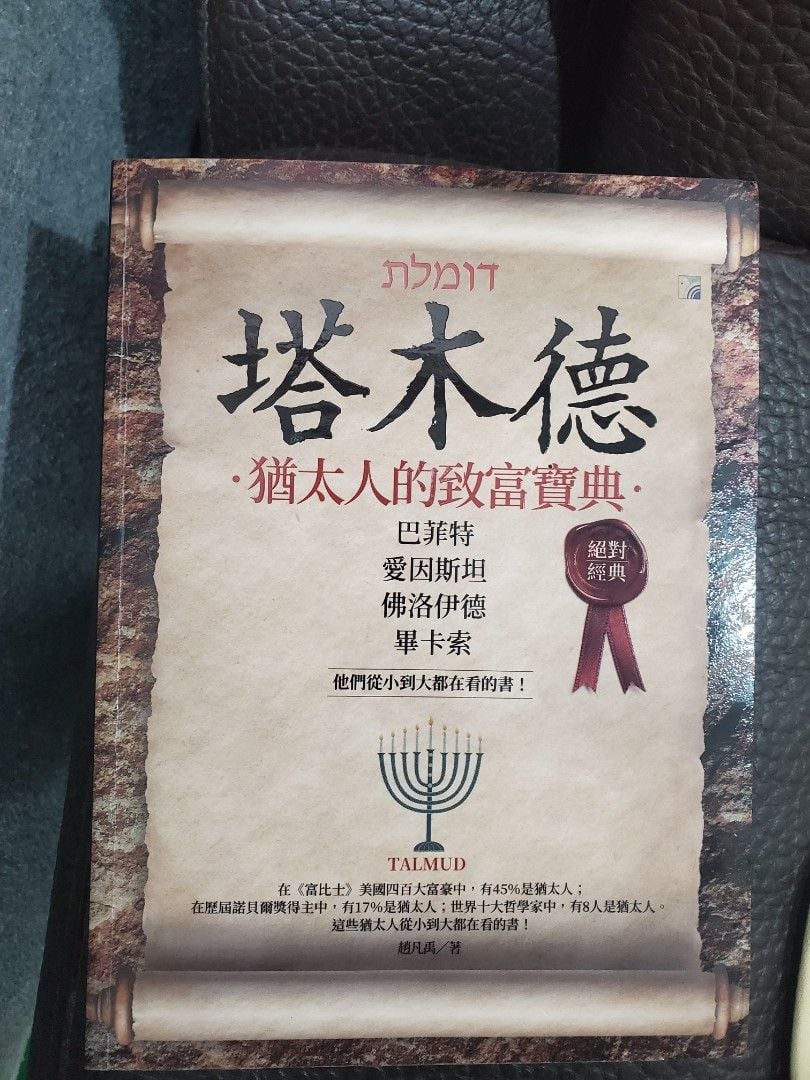 דומלת
塔木德
·猶太人的致富寶典·
巴菲特
愛因斯坦
佛洛伊德
畢卡索
絕對
經典
他們從小到大都在看的書！
TALMUD
在《富比士》美國四百大富豪中，有45%是猶太人；
在歷屆諾貝爾獎得主中，有17%是猶太人；世界十大哲學家中，有8人是猶太人。
這些猶太人從小到大都在看的書！
趙凡禹／著